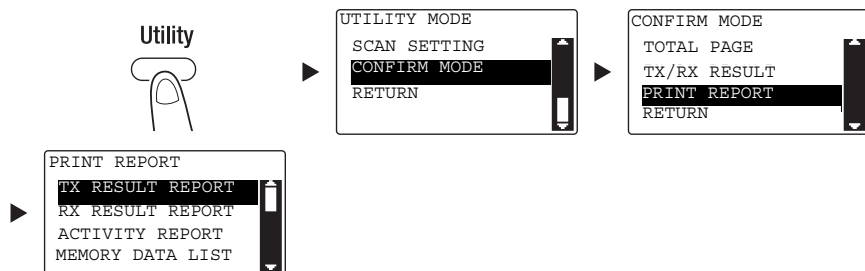 Utility
UTILITY MODE
SCAN SETTING
CONFIRM MODE
RETURN
CONFIRM MODE
TOTAL PAGE
TX/RX RESULT
PRINT REPORT
RETURN
PRINT REPORT
TX RESULT REPORT
RX RESULT REPORT
ACTIVITY REPORT
MEMORY DATA LIST